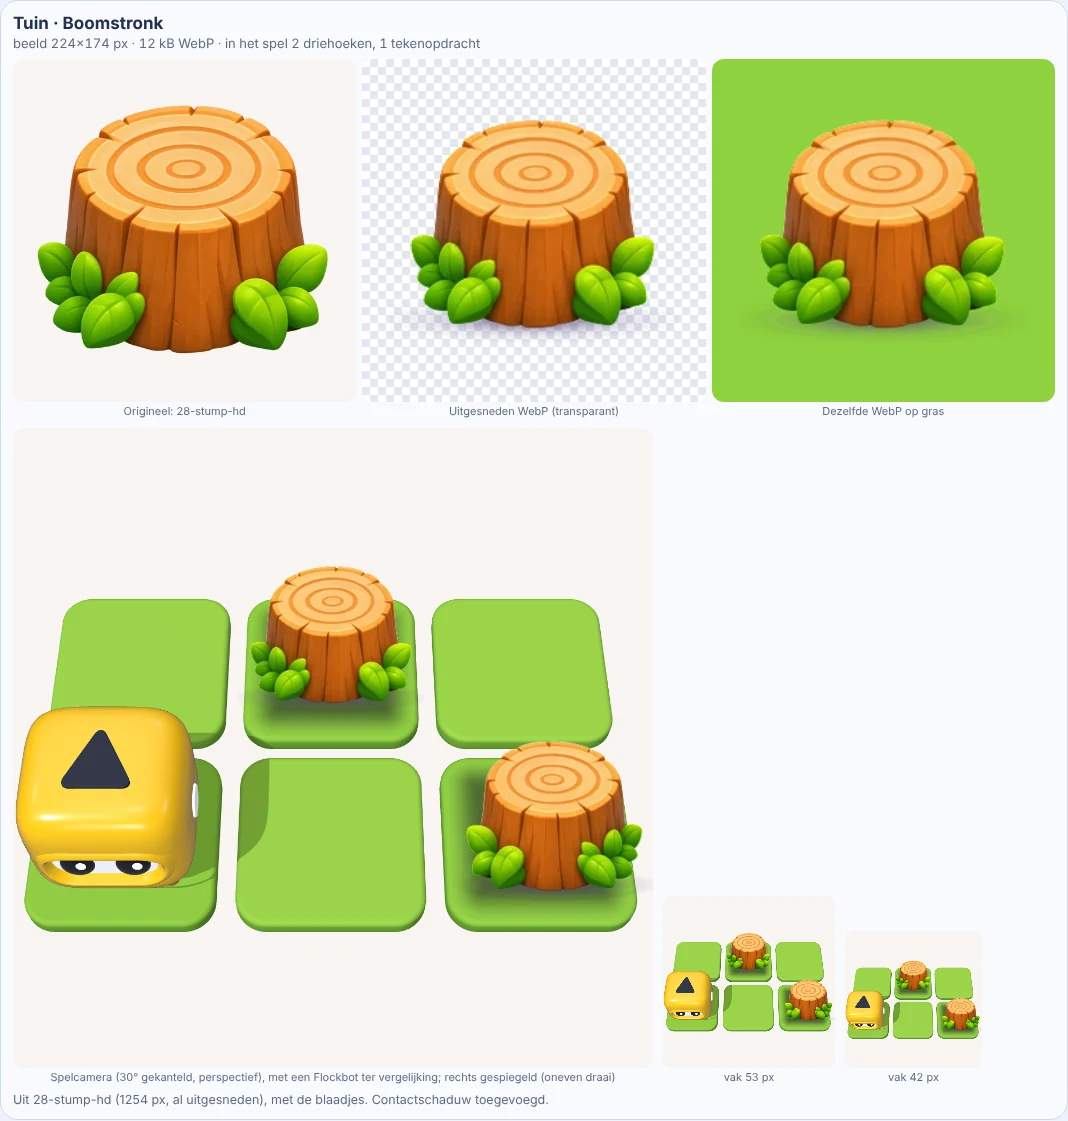 Tuin · Boomstronk
beeld 224×174 px · 12 kB WebP · in het spel 2 driehoeken, 1 tekenopdracht
Origineel: 28-stump-hd
Uitgesneden WebP (transparant)
Dezelfde WebP op gras
Spelcamera (30° gekanteld, perspectief), met een Flockbot ter vergelijking; rechts gespiegeld (oneven draai)
vak 53 px
vak 42 px
Uit 28-stump-hd (1254 px, al uitgesneden), met de blaadjes. Contactschaduw toegevoegd.